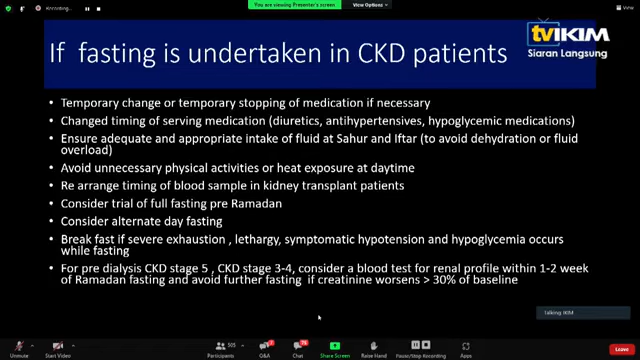 Recording...
You are viewing Presenter's screen
View Options
View
tvIKIM
Siaran Langsung
If fasting is undertaken in CKD patients
• Temporary change or temporary stopping of medication if necessary
• Changed timing of serving medication (diuretics, antihypertensives, hypoglycemic medications)
• Ensure adequate and appropriate intake of fluid at Sahur and Iftar (to avoid dehydration or fluid
overload)
• Avoid unnecessary physical activities or heat exposure at daytime
• Re arrange timing of blood sample in kidney transplant patients
• Consider trial of full fasting pre Ramadan
• Consider alternate day fasting
• Break fast if severe exhaustion , lethargy, symptomatic hypotension and hypoglycemia occurs
while fasting
• For pre dialysis CKD stage 5 , CKD stage 3-4, consider a blood test for renal profile within 1-2 week
of Ramadan fasting and avoid further fasting if creatinine worsens > 30% of baseline
Talking: IKIM
Unmute
Start Video
505
Participants
Q&A
Chat
Share Screen
Raise Hand
Pause/Stop Recording
Apps
Leave